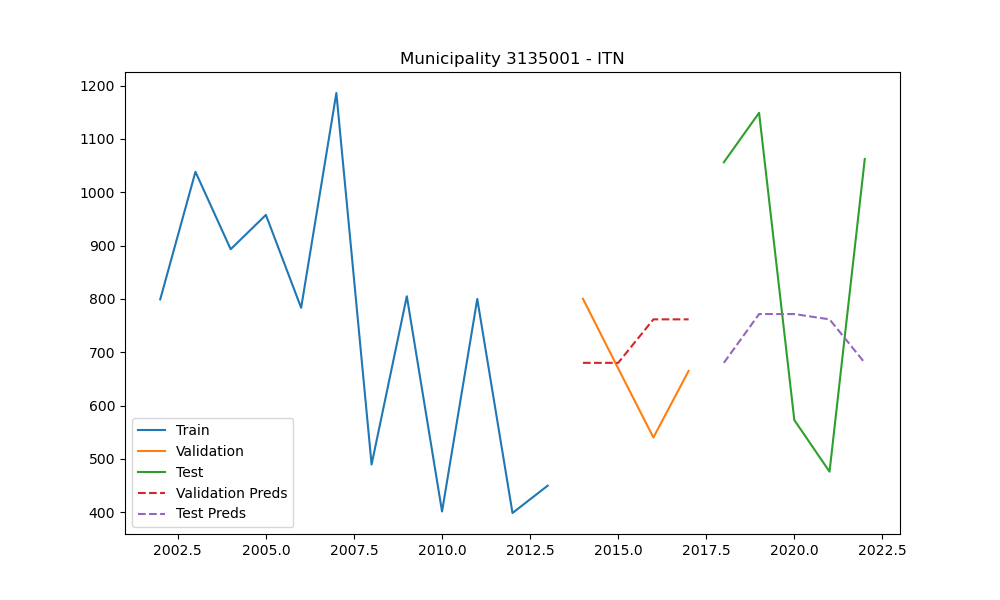 Municipality 3135001 - ITN
1200
1100
1000
900
800
700
600
500
400
Train
Validation
Test
Validation Preds
Test Preds
2002.5 2005.0 2007.5 2010.0 2012.5 2015.0 2017.5 2020.0 2022.5